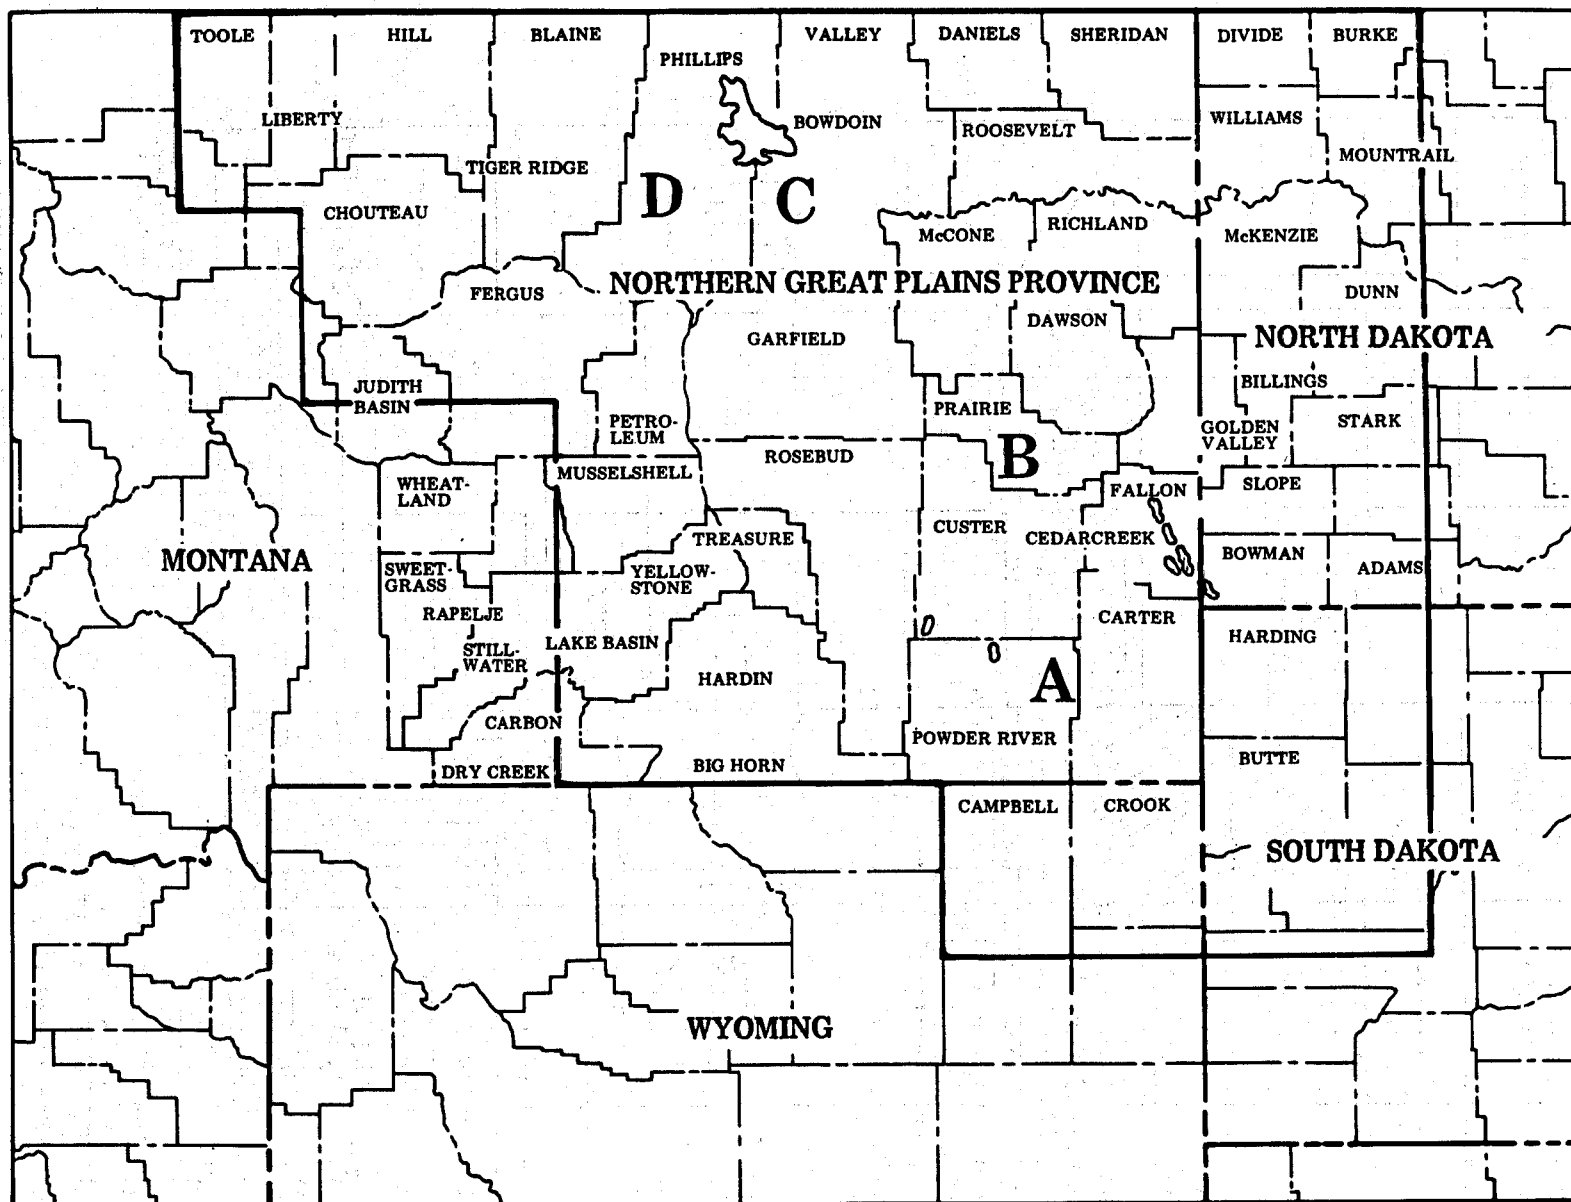 TOOLE
HILL
BLAINE
PHILLIPS
VALLEY
DANIELS
SHERIDAN
DIVIDE
BURKE
LIBERTY
BOWDOIN
ROOSEVELT
WILLIAMS
MOUNTRAIL
TIGER RIDGE
D
C
CHOUTEAU
McCONE
RICHLAND
McKENZIE
NORTHERN GREAT PLAINS PROVINCE
FERGUS
DUNN
DAWSON
GARFIELD
NORTH DAKOTA
JUDITH
BASIN
BILLINGS
PRAIRIE
PETRO-
LEUM
STARK
GOLDEN
VALLEY
ROSEBUD
B
MUSSELSHELL
WHEAT-
LAND
FALLON
SLOPE
CUSTER
CEDARCREEK
TREASURE
BOWMAN
ADAMS
MONTANA
SWEET-
GRASS
YELLOW-
STONE
RAPELJE
CARTER
HARDING
LAKE BASIN
STILL-
WATER
HARDIN
A
CARBON
POWDER RIVER
BUTTE
DRY CREEK
BIG HORN
CAMPBELL
CROOK
SOUTH DAKOTA
WYOMING